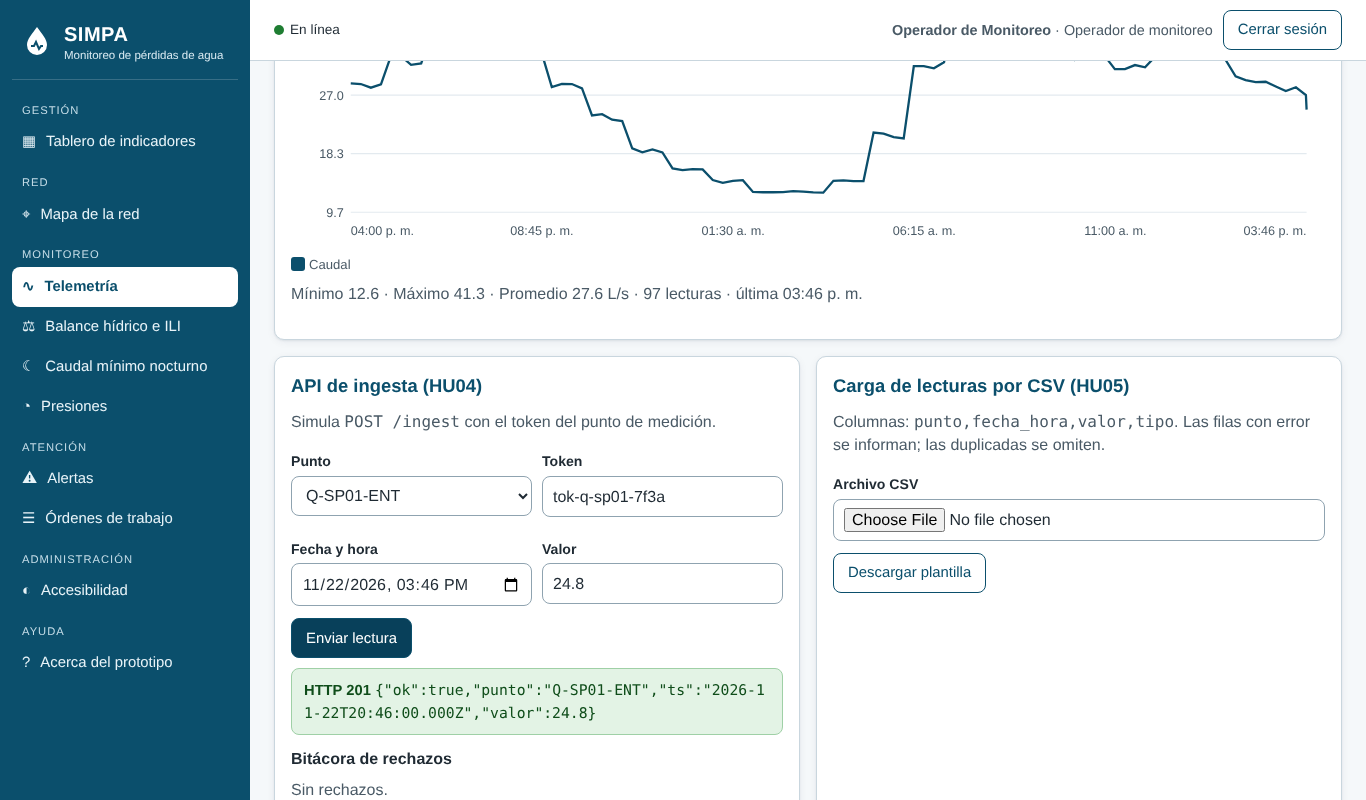 SIMPA
Monitoreo de pérdidas de agua
GESTIÓN
Tablero de indicadores
RED
Mapa de la red
MONITOREO
Telemetría
Balance hídrico e ILI
Caudal mínimo nocturno
Presiones
ATENCIÓN
Alertas
Órdenes de trabajo
ADMINISTRACIÓN
Accesibilidad
AYUDA
? Acerca del prototipo
En línea
Operador de Monitoreo · Operador de monitoreo
Cerrar sesión
27.0
18.3
9.7
04:00 p. m. 08:45 p. m. 01:30 a. m. 06:15 a. m. 11:00 a. m. 03:46 p. m.
Caudal
Mínimo 12.6 · Máximo 41.3 · Promedio 27.6 L/s · 97 lecturas · última 03:46 p. m.
API de ingesta (HU04)
Simula POST /ingest con el token del punto de medición.
Punto Token
Q-SP01-ENT tok-q-sp01-7f3a
Fecha y hora Valor
11/22/2026, 03:46 PM 24.8
Enviar lectura
HTTP 201 {"ok":true,"punto":"Q-SP01-ENT","ts":"2026-1
1-22T20:46:00.000Z","valor":24.8}
Bitácora de rechazos
Sin rechazos.
Carga de lecturas por CSV (HU05)
Columnas: punto,fecha_hora,valor,tipo. Las filas con error
se informan; las duplicadas se omiten.
Archivo CSV
Choose File No file chosen
Descargar plantilla